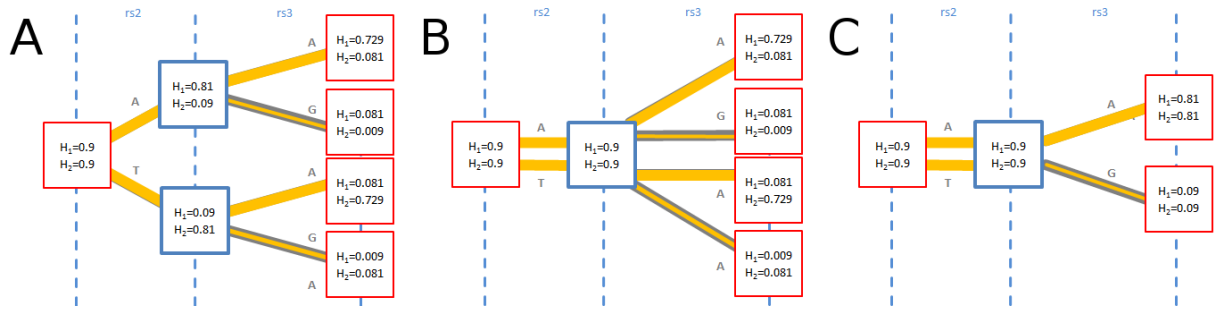 A
rs2
rs3
H1=0.9
H2=0.9
A
T
H1=0.81
H2=0.09
H1=0.09
H2=0.81
A
G
A
G
A
H1=0.729
H2=0.081
H1=0.081
H2=0.009
H1=0.081
H2=0.729
H1=0.009
H2=0.081
B
rs2
rs3
H1=0.9
H2=0.9
A
T
H1=0.9
H2=0.9
A
G
A
A
H1=0.729
H2=0.081
H1=0.081
H2=0.009
H1=0.081
H2=0.729
H1=0.009
H2=0.081
C
rs2
rs3
H1=0.9
H2=0.9
A
T
H1=0.9
H2=0.9
A
G
H1=0.81
H2=0.81
H1=0.09
H2=0.09